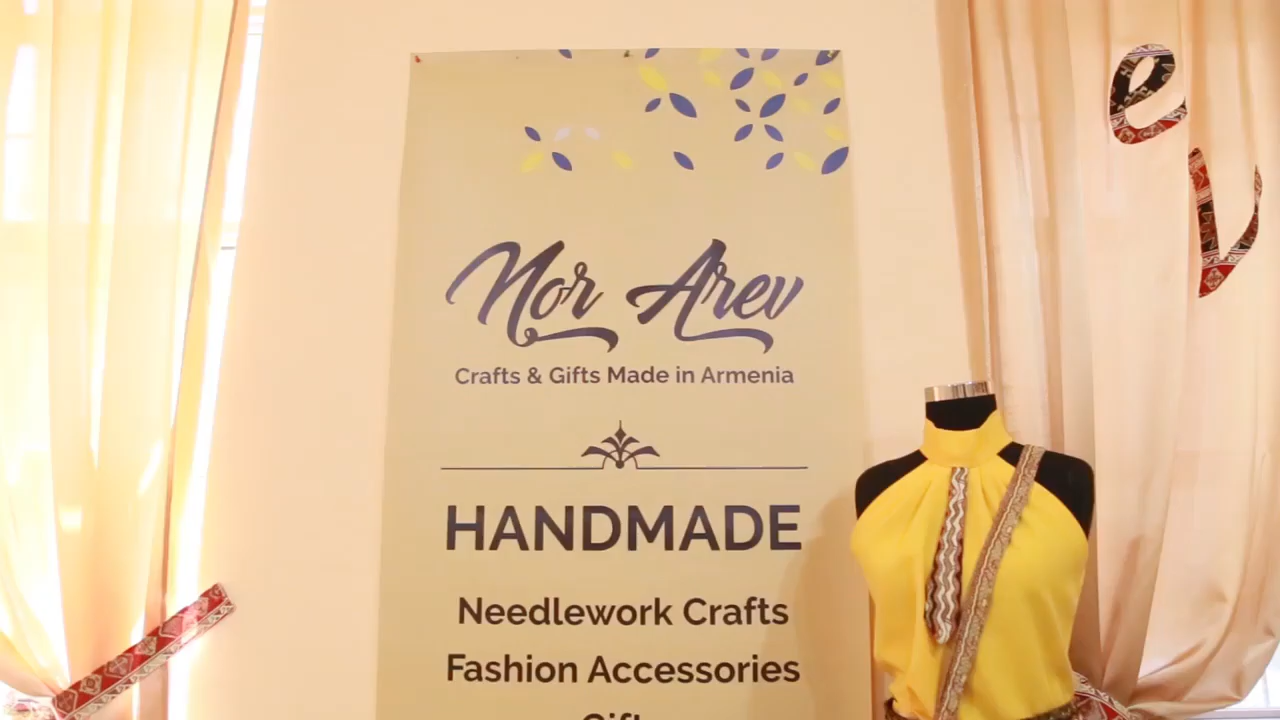 Nor Arev
Crafts & Gifts Made in Armenia
HANDMADE
Needlework Crafts
Fashion Accessories
e
v